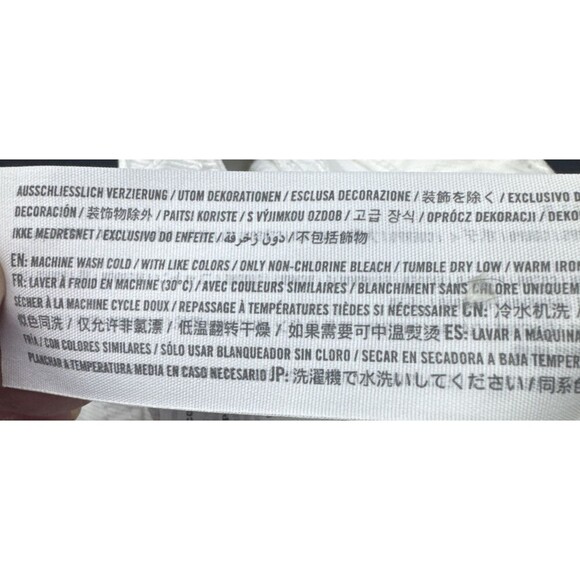 AUSSCHLIESSLICH VERZIERUNG / UTOM DEKORATIONEN / ESCLUSA DECORAZIONE / 装飾を除く / EXCLUSIVO D
DECORACIÓN / 装饰物除外 / PAITSI KORISTE / S VÝJIMKOU OZDOB / 고급 장식 / OPRÓCZ DEKORACJI / DEKO
IKKE MEDREGNET / EXCLUSIVO DO ENFEITE / دون زخرفة / 不包括飾物
EN: MACHINE WASH COLD / WITH LIKE COLORS / ONLY NON-CHLORINE BLEACH / TUMBLE DRY LOW / WARM IRON
FR: LAVER À FROID EN MACHINE (30°C) / AVEC COULEURS SIMILAIRES / BLANCHIMENT SANS CHLORE UNIQUEM
SÉCHER À LA MACHINE CYCLE DOUX / REPASSAGE À TEMPÉRATURES TIÈDES SI NÉCESSAIRE CN: 冷水机洗 /
似色同洗 / 仅允许非氯漂 / 低温翻转干燥 / 如果需要可中温熨烫 ES: LAVAR A MÁQUINA
FRÍA / CON COLORES SIMILARES / SÓLO USAR BLANQUEADOR SIN CLORO / SECAR EN SECADORA A BAJA TEMPER
PLANCHAR A TEMPERATURA MEDIA EN CASO NECESARIO JP: 洗濯機で水洗いしてください / 同系色